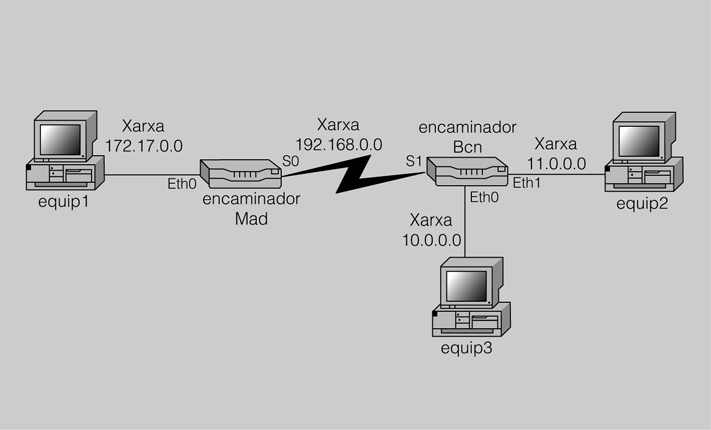 Xarxa
172.17.0.0
equip1
Eth0
encaminador
Mad
S0
Xarxa
192.168.0.0
S1
encaminador
Bcn
Eth1
Eth0
Xarxa
11.0.0.0
equip2
Xarxa
10.0.0.0
equip3